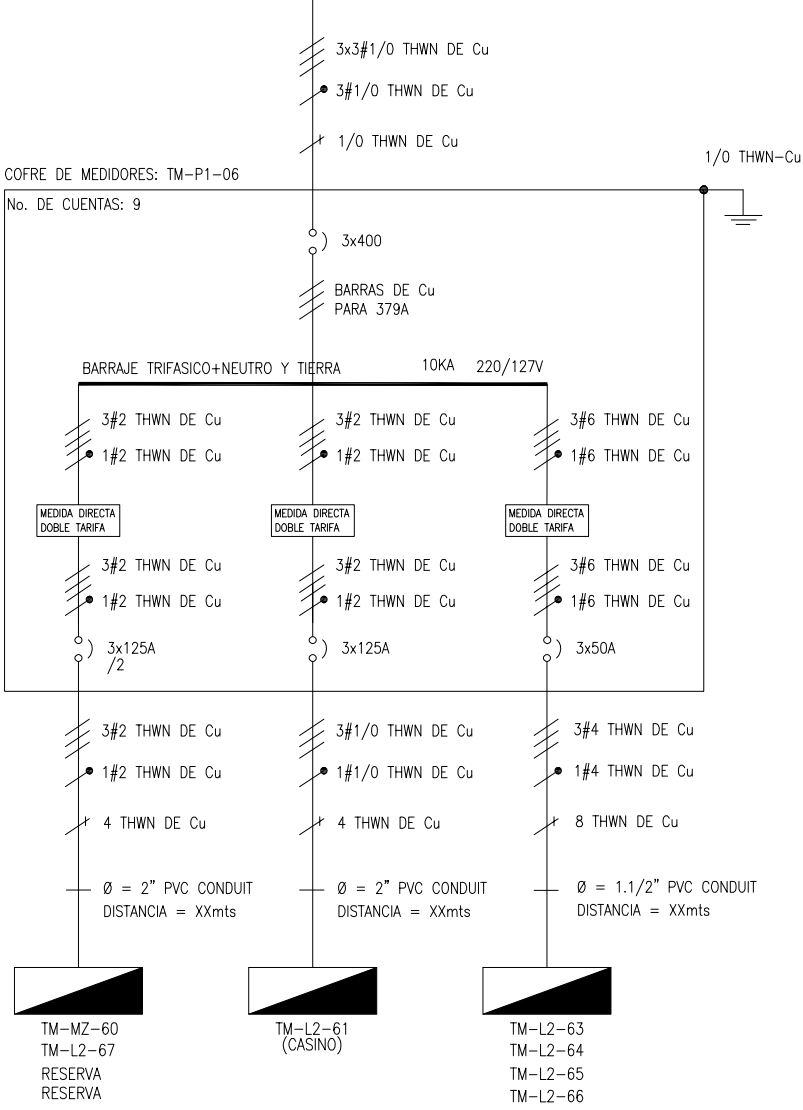 3x3#1/0 THWN DE Cu
3#1/0 THWN DE Cu
1/0 THWN DE Cu
1/0 THWN-Cu
COFRE DE MEDIDORES: TM-P1-06
No. DE CUENTAS: 9
3x400
BARRAS DE Cu
PARA 379A
BARRAJE TRIFASICO+NEUTRO Y TIERRA
10KA
220/127V
3#2 THWN DE Cu
3#2 THWN DE Cu
3#6 THWN DE Cu
1#2 THWN DE Cu
1#2 THWN DE Cu
1#6 THWN DE Cu
MEDIDA DIRECTA
DOBLE TARIFA
MEDIDA DIRECTA
DOBLE TARIFA
MEDIDA DIRECTA
DOBLE TARIFA
3#2 THWN DE Cu
3#2 THWN DE Cu
3#6 THWN DE Cu
1#2 THWN DE Cu
1#2 THWN DE Cu
1#6 THWN DE Cu
3x125A
/2
3x125A
3x50A
3#2 THWN DE Cu
3#1/0 THWN DE Cu
3#4 THWN DE Cu
1#2 THWN DE Cu
1#1/0 THWN DE Cu
1#4 THWN DE Cu
4 THWN DE Cu
4 THWN DE Cu
8 THWN DE Cu
Ø = 2” PVC CONDUIT
DISTANCIA = XXmts
Ø = 2” PVC CONDUIT
DISTANCIA = XXmts
Ø = 1.1/2” PVC CONDUIT
DISTANCIA = XXmts
TM-MZ-60
TM-L2-67
RESERVA
RESERVA
TM-L2-61
(CASINO)
TM-L2-63
TM-L2-64
TM-L2-65
TM-L2-66